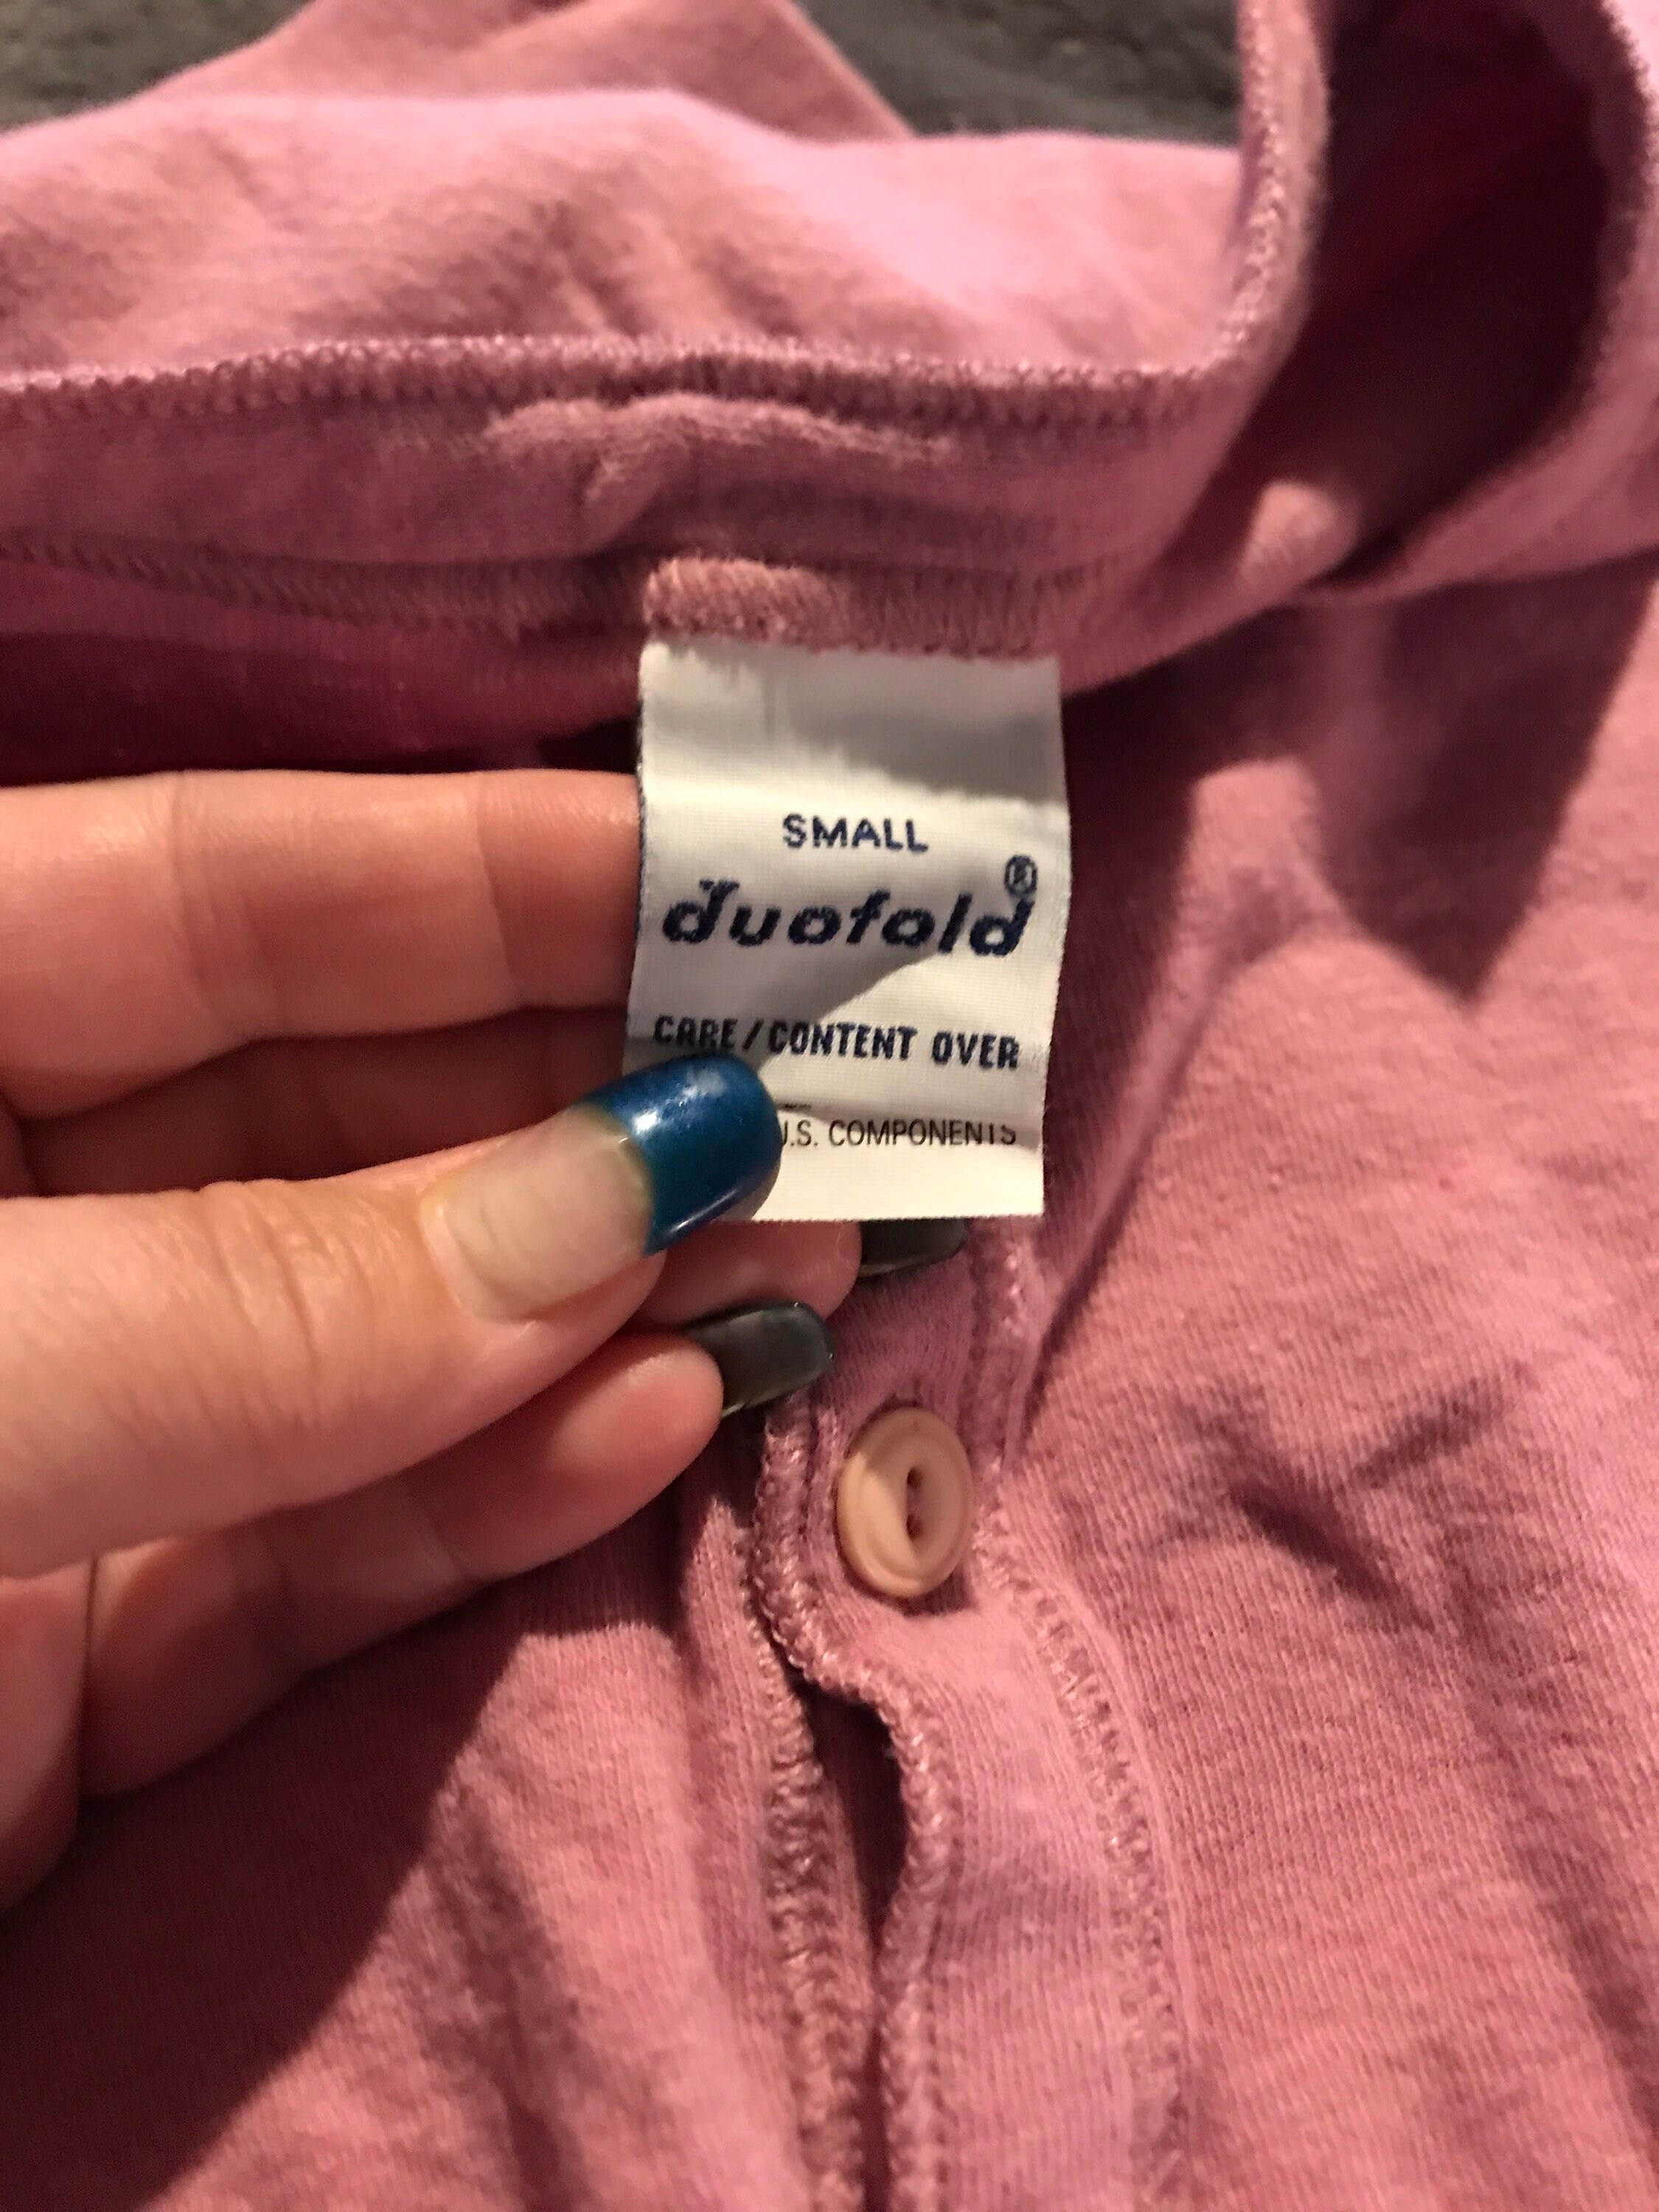 SMALL
duofold®
CARE/CONTENT OVER
U.S. COMPONENTS